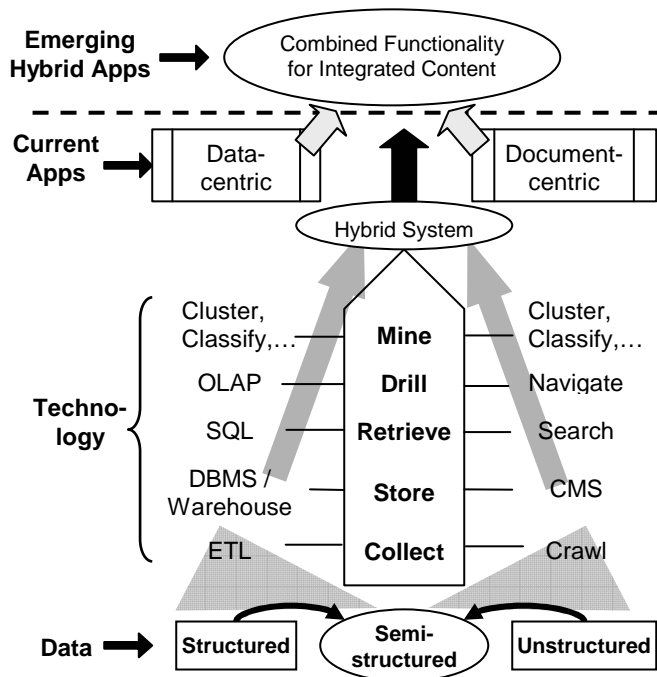 Emerging
Hybrid Apps
Combined Functionality
for Integrated Content
Current
Apps
Data-
centric
Document-
centric
Hybrid System
Techno-
logy
Cluster,
Classify,…
Mine
Cluster,
Classify,…
OLAP
Drill
Navigate
SQL
Retrieve
Search
DBMS /
Warehouse
Store
CMS
ETL
Collect
Crawl
Data
Structured
Semi-
structured
Unstructured